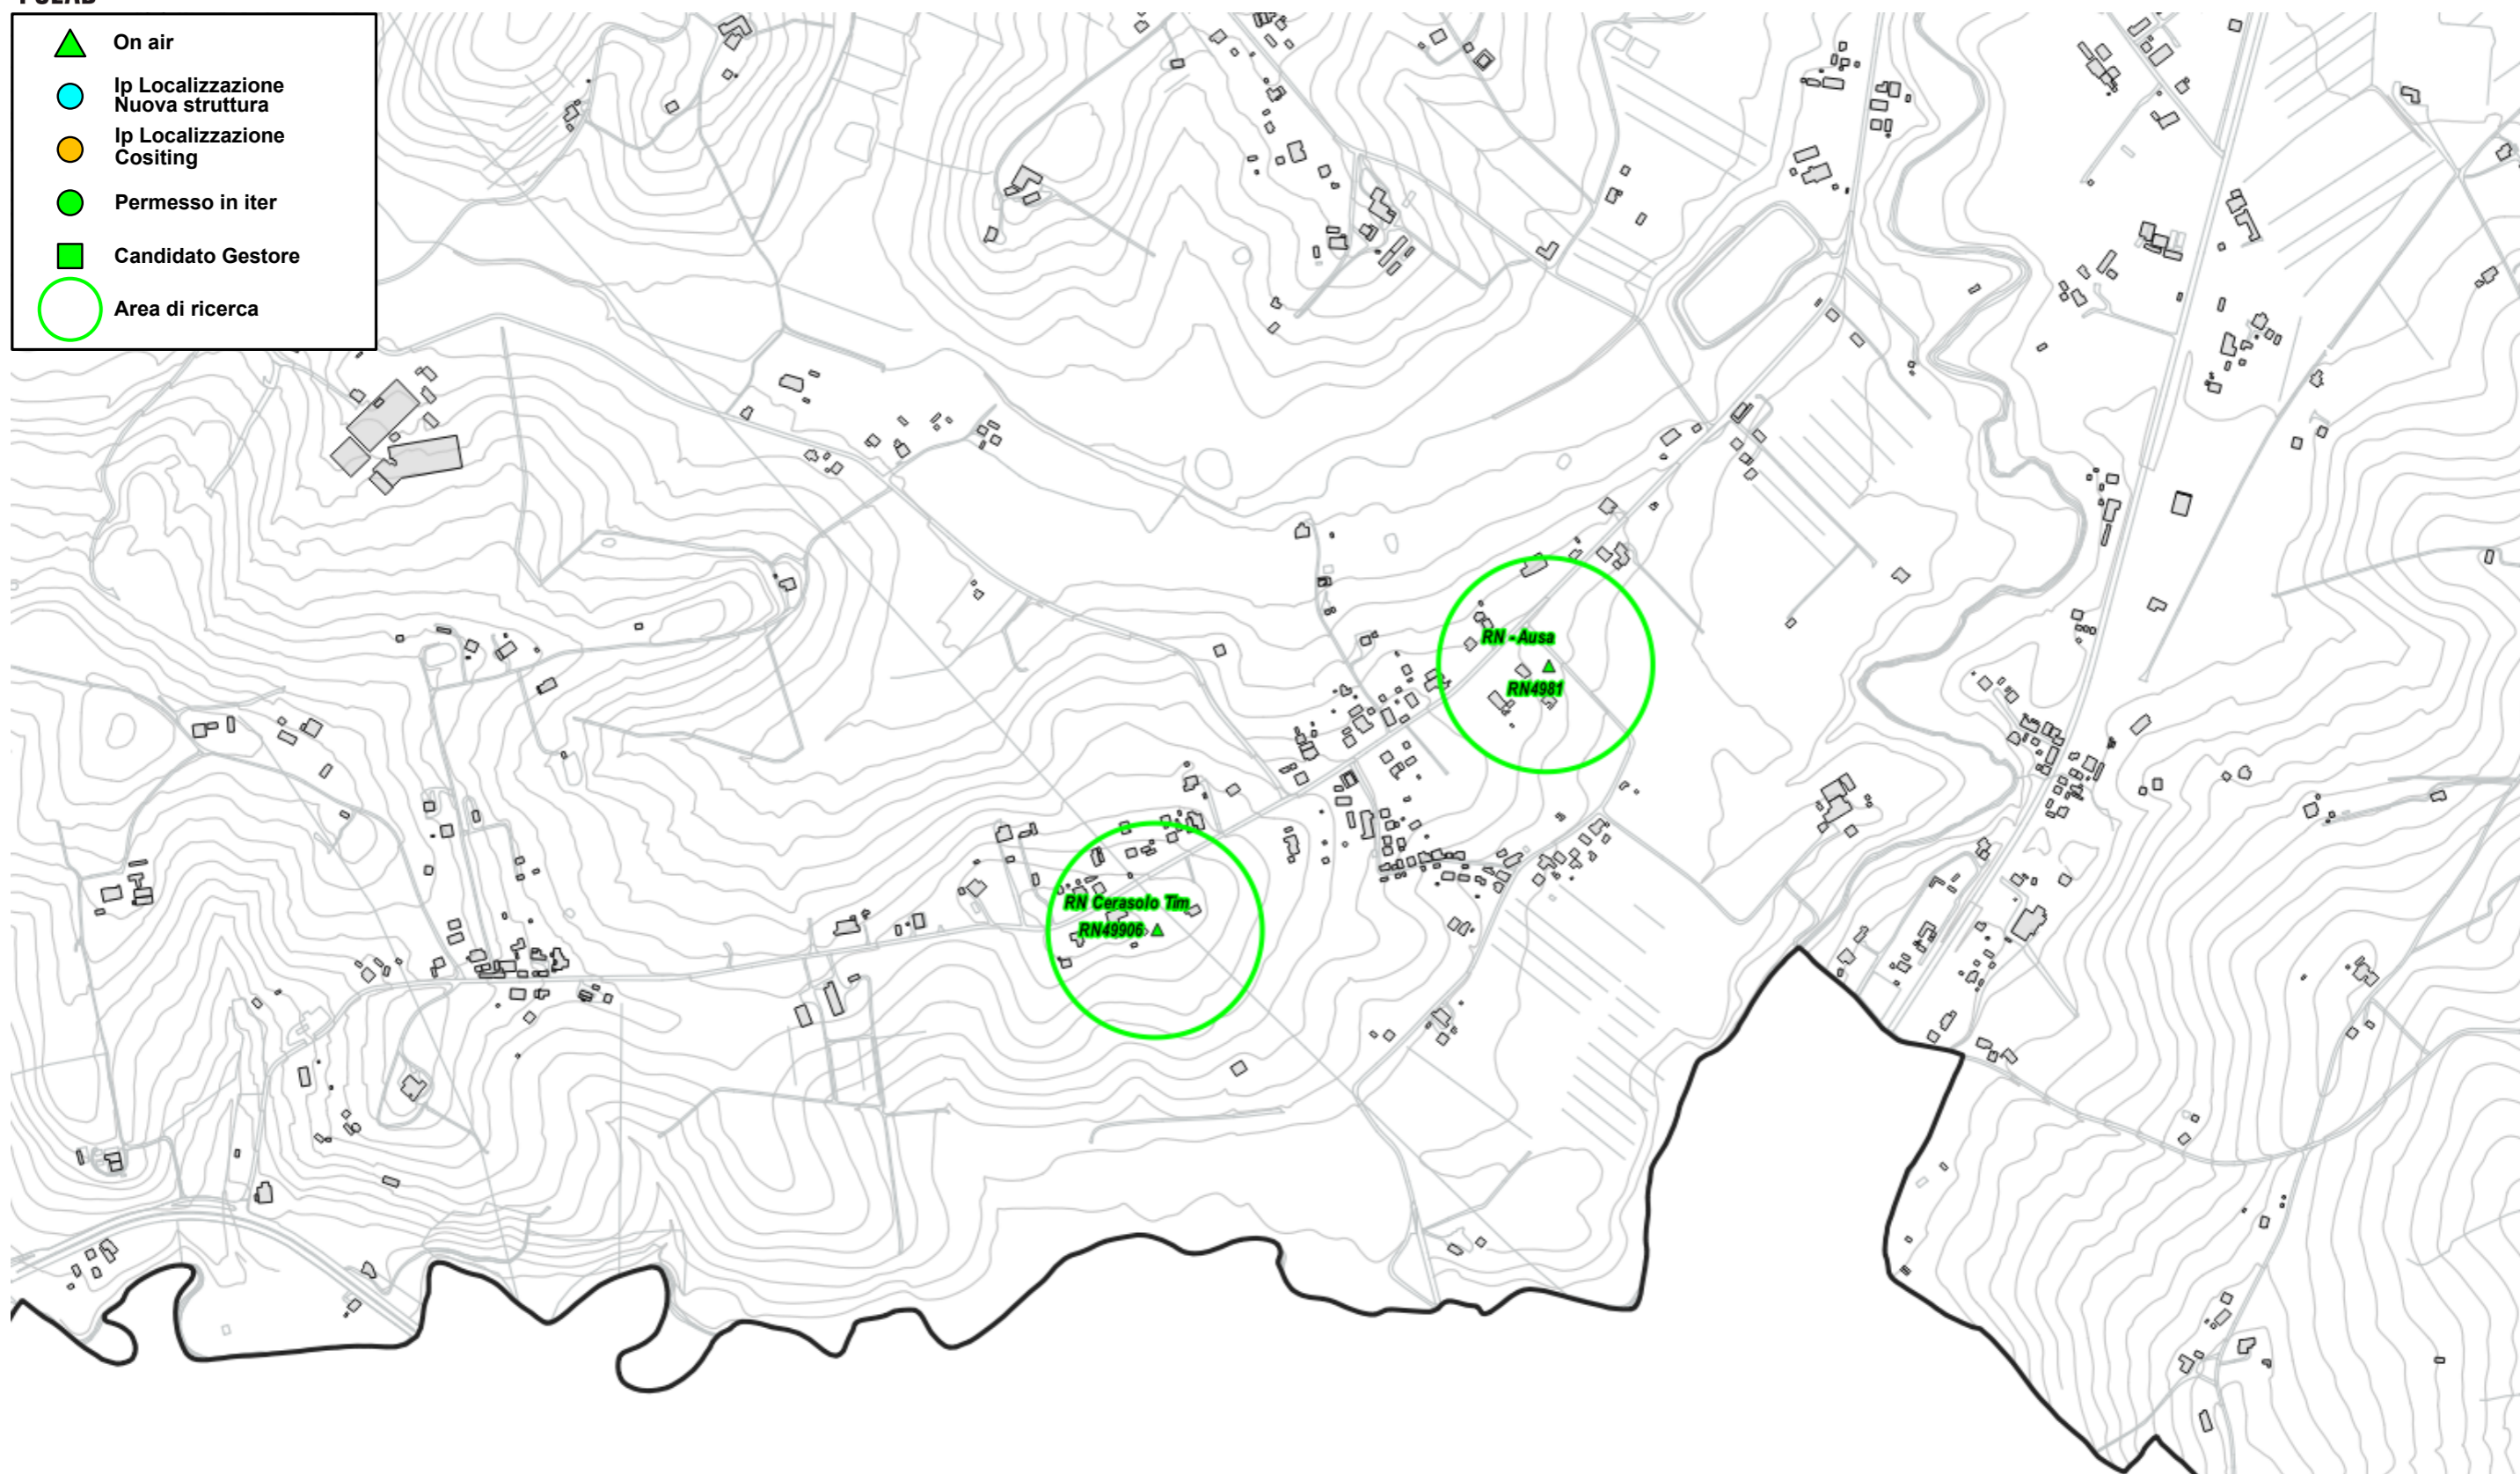 On air
Ip Localizzazione
Nuova struttura
Ip Localizzazione
Cositing
Permesso in iter
Candidato Gestore
Area di ricerca
RN - Ausa
RN4981
RN Cerasolo Tim
RN49906